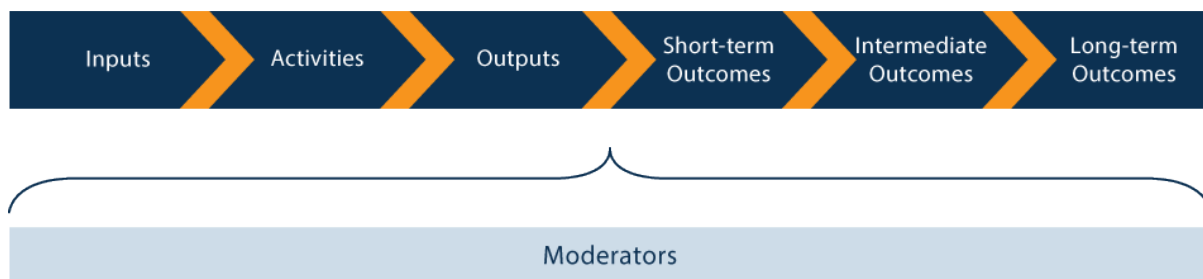 Inputs
Activities
Outputs
Short-term
Outcomes
Intermediate
Outcomes
Long-term
Outcomes
Moderators